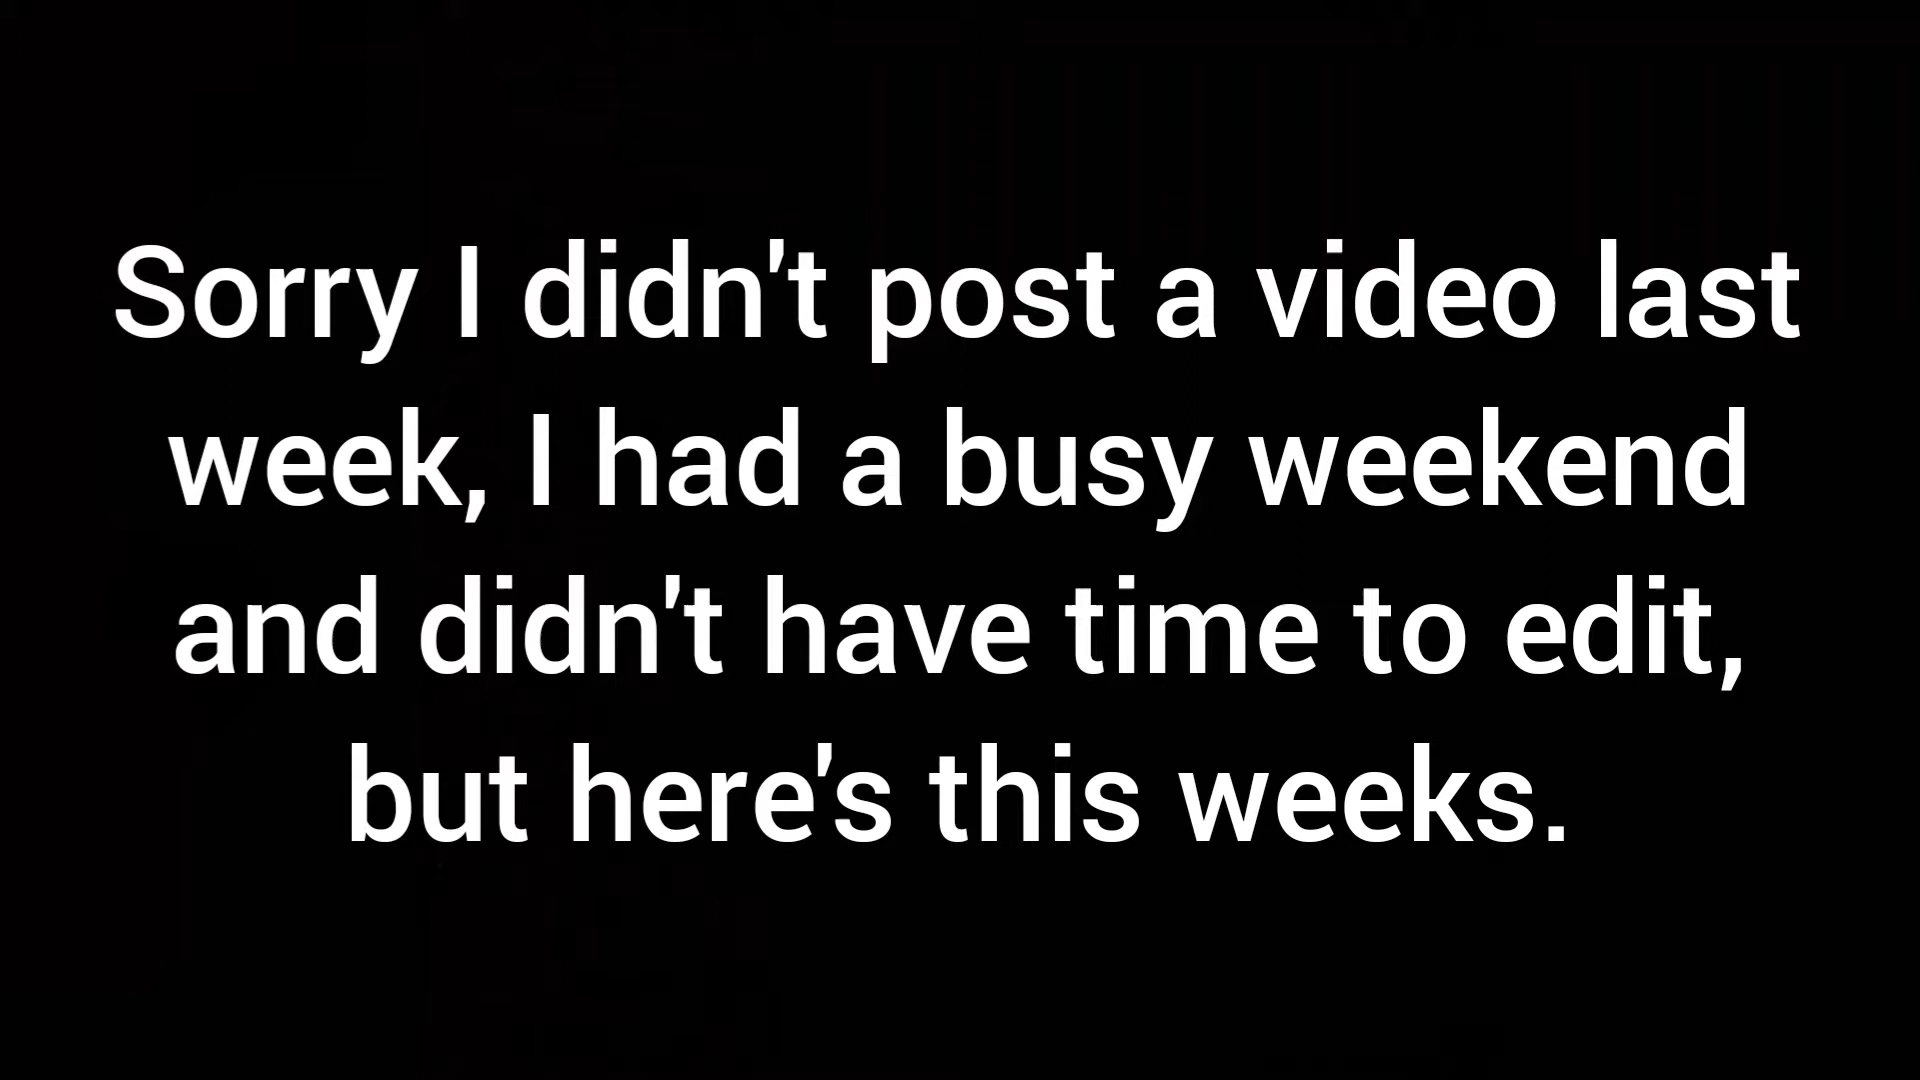 Sorry I didn't post a video last
week, I had a busy weekend
and didn't have time to edit,
but here's this weeks.